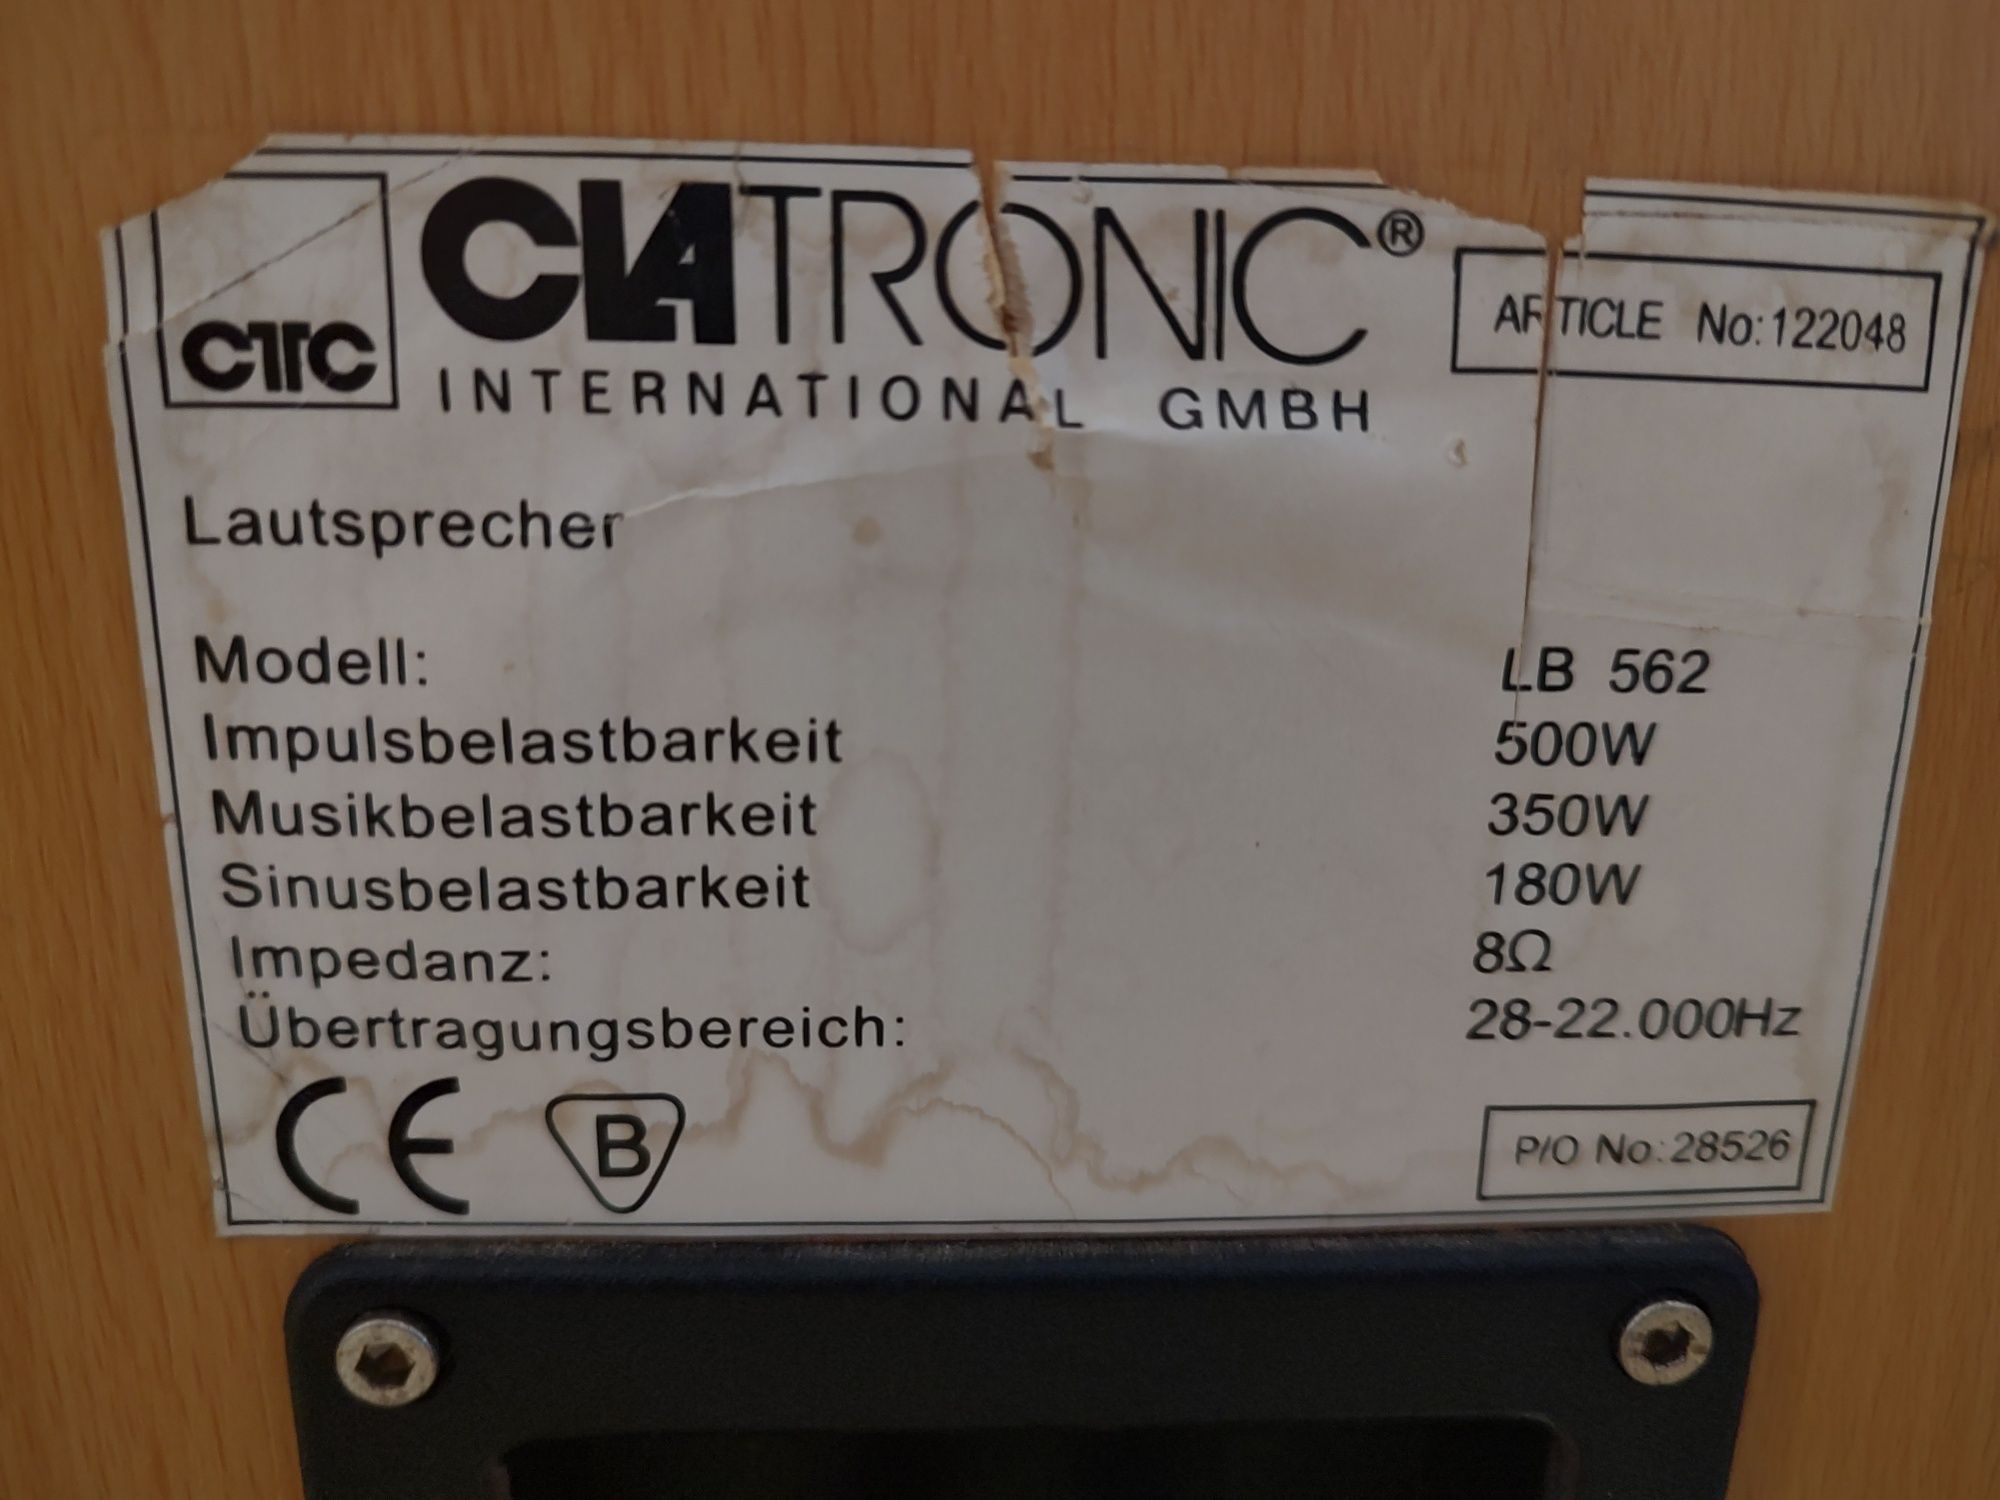 CTC
CLATRONIC®
INTERNATIONAL GMBH
ARTICLE No:122048
Lautsprecher
Modell: LB 562
Impulsbelastbarkeit 500W
Musikbelastbarkeit 350W
Sinusbelastbarkeit 180W
Impedanz: 8Ω
Übertragungsbereich: 28-22.000Hz
CE B
P/O No:28526